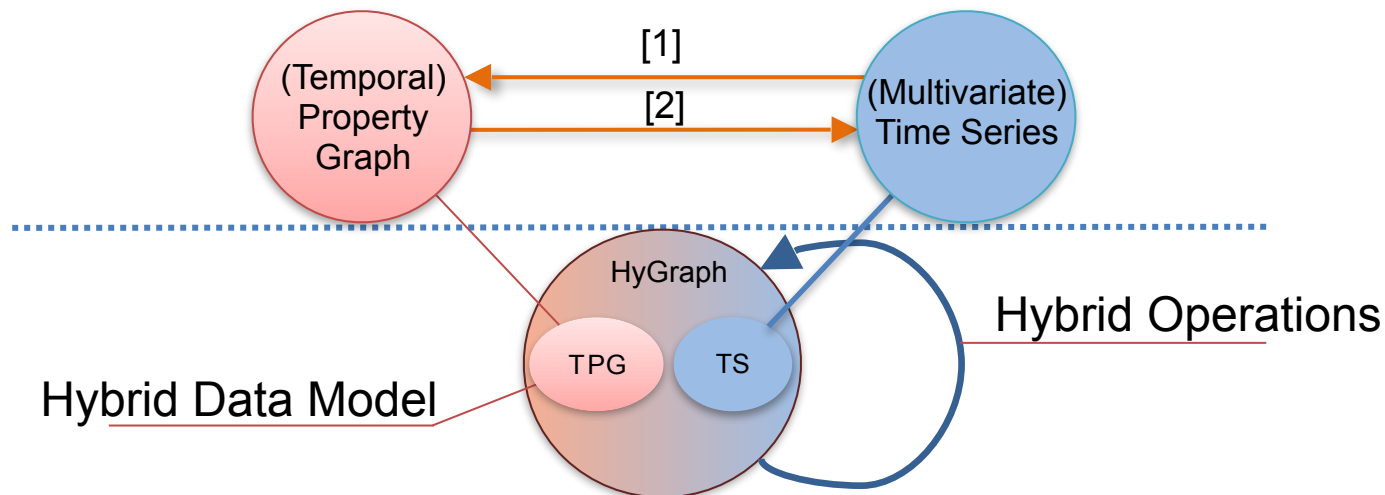 [1]
(Temporal)
Property
Graph
[2]
(Multivariate)
Time Series
HyGraph
Hybrid Operations
TPG
TS
Hybrid Data Model